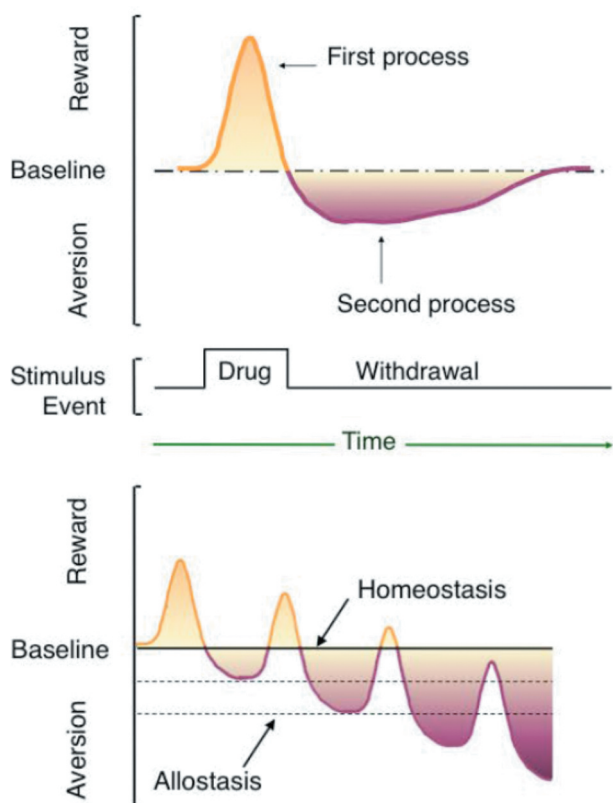 Reward
First process
Baseline
Aversion
Second process
Stimulus
Event
Drug
Withdrawal
Time
Reward
Homeostasis
Baseline
Aversion
Allostasis